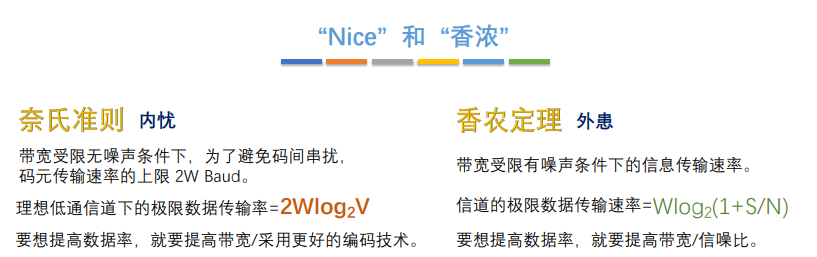 “Nice” 和 “香浓”
奈氏准则 内忧
带宽受限无噪声条件下，为了避免码间串扰，
码元传输速率的上限 2W Baud。
理想低通信道下的极限数据传输率=2Wlog₂V
要想提高数据率，就要提高带宽/采用更好的编码技术。
香农定理 外患
带宽受限有噪声条件下的信息传输速率。
信道的极限数据传输速率=Wlog₂(1+S/N)
要想提高数据率，就要提高带宽/信噪比。